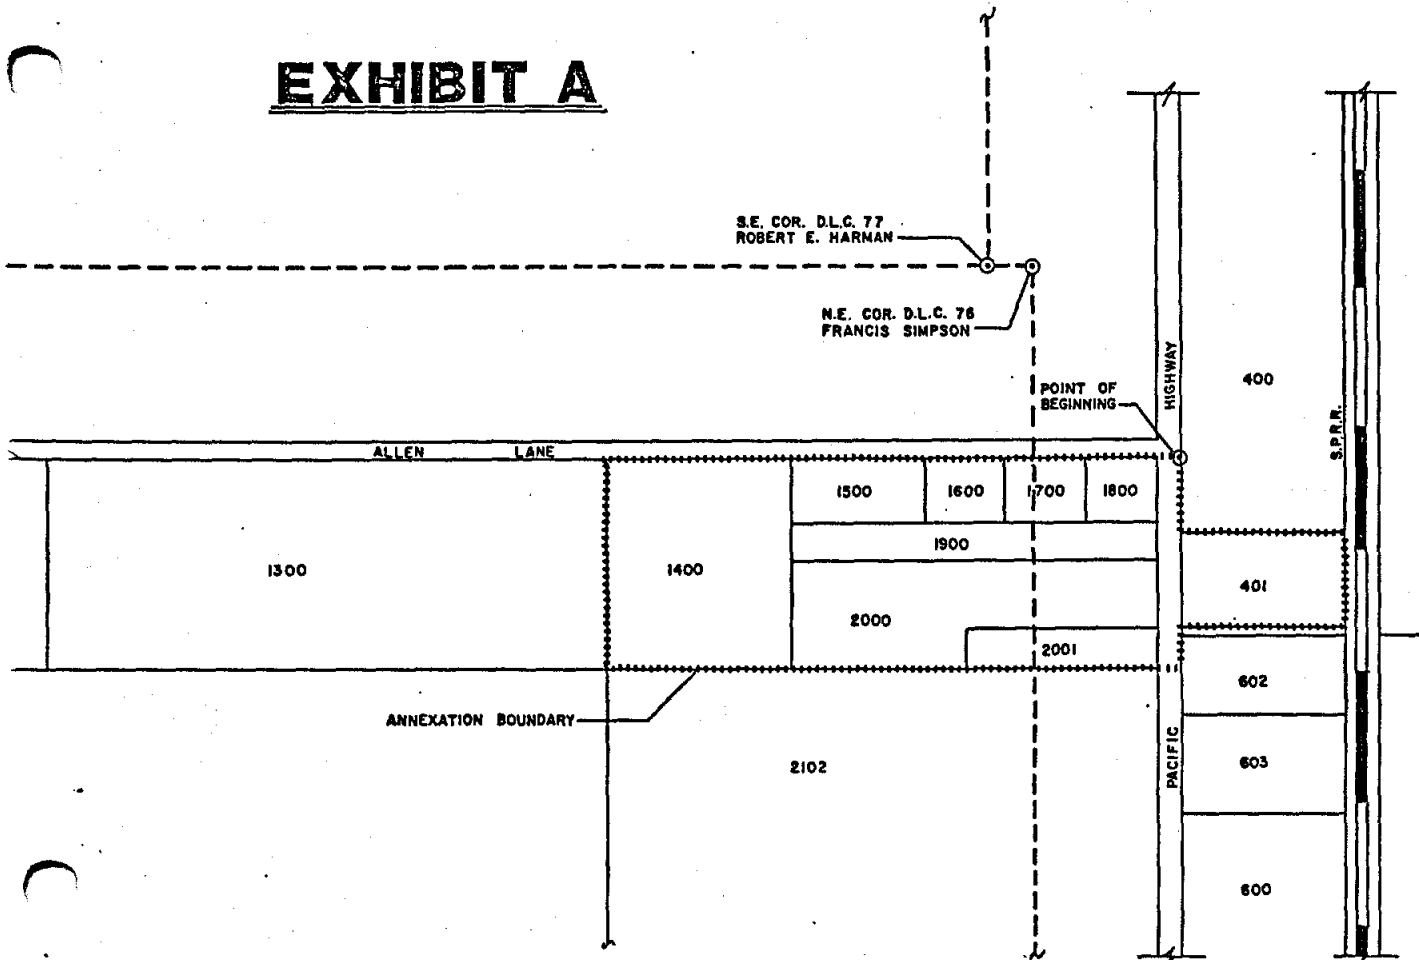 EXHIBIT A
S.E. COR. D.L.C. 77
ROBERT E. HARMAN
N.E. COR. D.L.C. 76
FRANCIS SIMPSON
POINT OF
BEGINNING
HIGHWAY
400
S.P.R.R.
ALLEN LANE
1500
1600
1700
1800
1900
1300
1400
401
2000
2001
602
ANNEXATION BOUNDARY
2102
PACIFIC
603
600